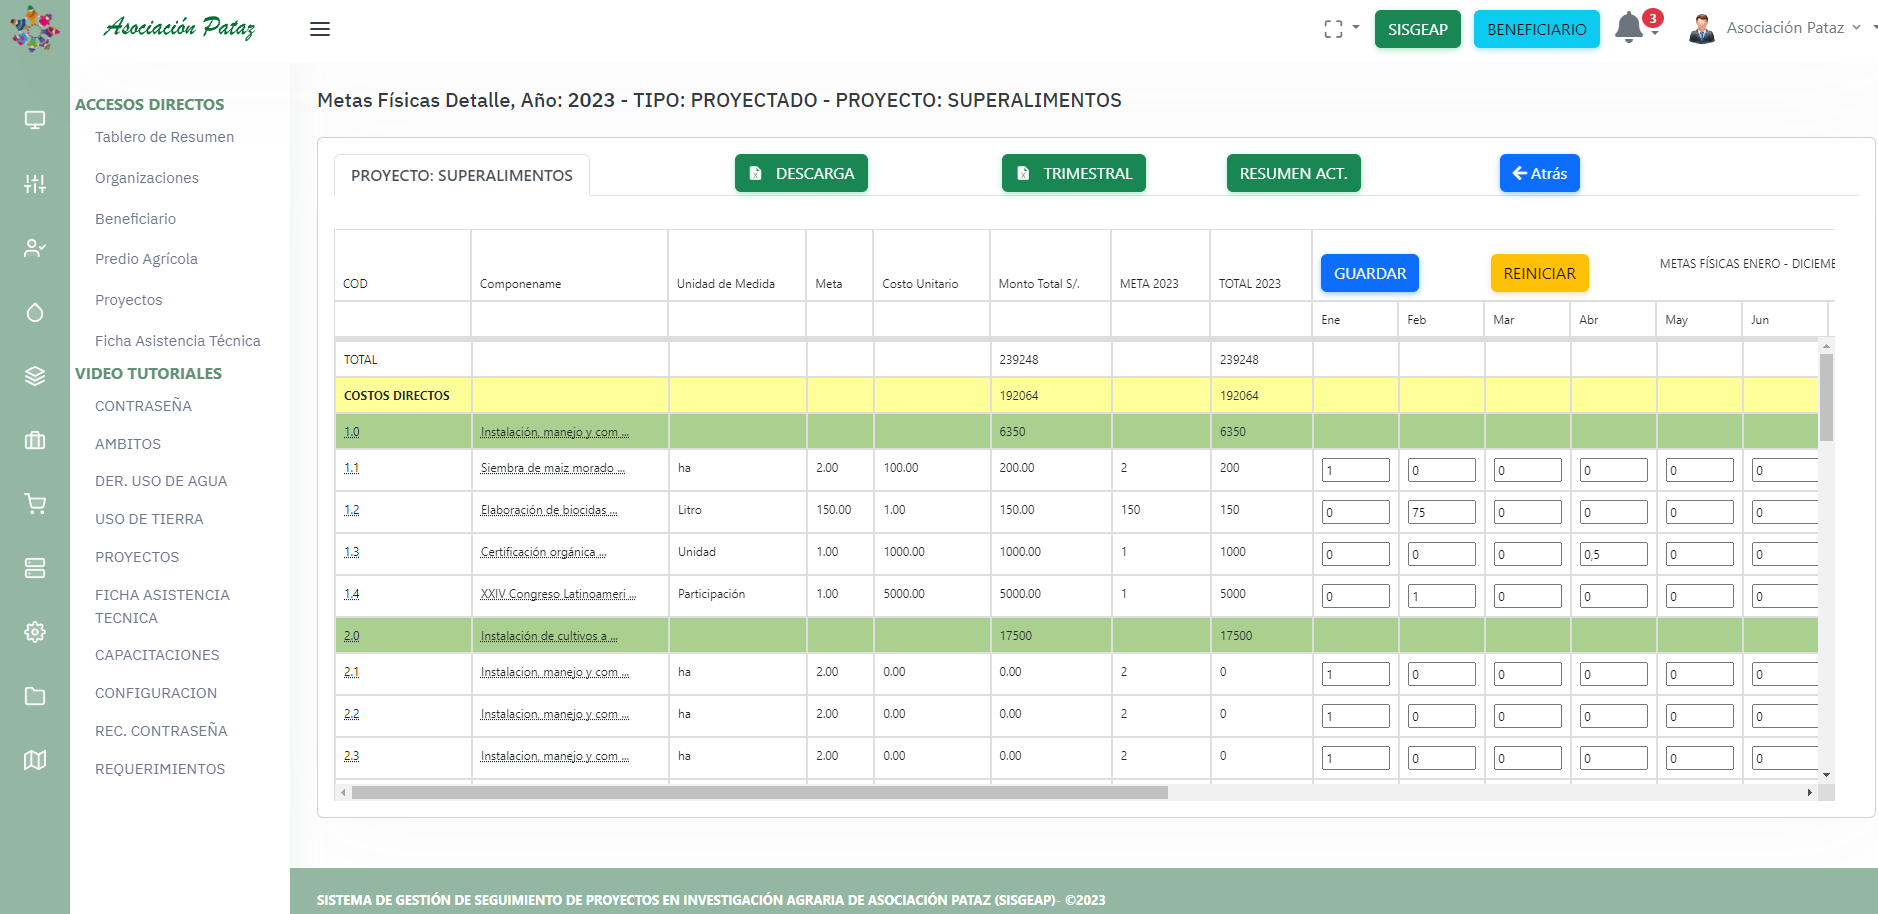 Asociación Pataz
SISGEAP
BENEFICIARIO
3
Asociación Pataz
ACCESOS DIRECTOS
Tablero de Resumen
Organizaciones
Beneficiario
Predio Agrícola
Proyectos
Ficha Asistencia Técnica
VIDEO TUTORIALES
CONTRASEÑA
AMBITOS
DER. USO DE AGUA
USO DE TIERRA
PROYECTOS
FICHA ASISTENCIA
TECNICA
CAPACITACIONES
CONFIGURACION
REC. CONTRASEÑA
REQUERIMIENTOS
Metas Físicas Detalle, Año: 2023 - TIPO: PROYECTADO - PROYECTO: SUPERALIMENTOS
PROYECTO: SUPERALIMENTOS DESCARGA TRIMESTRAL RESUMEN ACT. Atrás
COD Componename Unidad de Medida Meta Costo Unitario Monto Total S/. META 2023 TOTAL 2023 GUARDAR REINICIAR METAS FÍSICAS ENERO - DICIEME
Ene Feb Mar Abr May Jun
TOTAL 239248 239248
COSTOS DIRECTOS 192064 192064
1.0 Instalación, manejo y com ... 6350 6350
1.1 Siembra de maiz morado ... ha 2.00 100.00 200.00 2 200 1 0 0 0 0 0
1.2 Elaboración de biocidas ... Litro 150.00 1.00 150.00 150 150 0 75 0 0 0 0
1.3 Certificación orgánica ... Unidad 1.00 1000.00 1000.00 1 1000 0 0 0 0,5 0 0
1.4 XXIV Congreso Latinoameri ... Participación 1.00 5000.00 5000.00 1 5000 0 1 0 0 0 0
2.0 Instalación de cultivos a ... 17500 17500
2.1 Instalacion, manejo y com ... ha 2.00 0.00 0.00 2 0 1 0 0 0 0 0
2.2 Instalacion, manejo y com ... ha 2.00 0.00 0.00 2 0 1 0 0 0 0 0
2.3 Instalacion, manejo y com ... ha 2.00 0.00 0.00 2 0 1 0 0 0 0 0
SISTEMA DE GESTIÓN DE SEGUIMIENTO DE PROYECTOS EN INVESTIGACIÓN AGRARIA DE ASOCIACIÓN PATAZ (SISGEAP)- ©2023